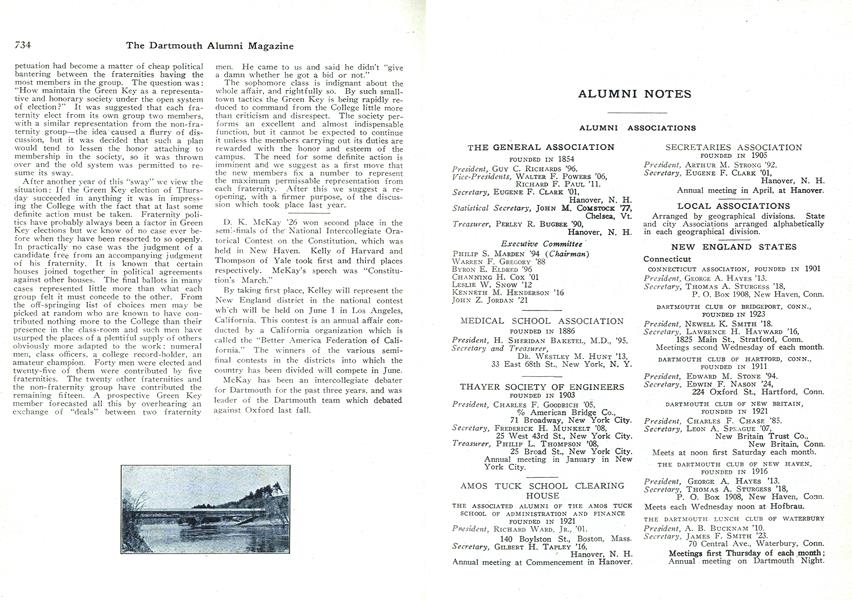 734
The Dartmouth Alumni Magazine
petuation had become a matter of cheap political
bantering between the fraternities having the
most members in the group. The question was:
"How maintain the Green Key as a representa-
tive and honorary society under the open system
of election?" It was suggested that each fra-
ternity elect from its own group two members,
with a similar representation from the non-fra-
ternity group—the idea caused a flurry of dis-
cussion, but it was decided that such a plan
would tend to lessen the honor attaching to
membership in the society, so it was thrown
over and the old system was permitted to re-
sume its sway.
After another year of this "sway" we view the
situation: If the Green Key election of Thurs-
day succeeded in anything it was in impress-
ing the College with the fact that at last some
definite action must be taken. Fraternity poli-
tics have probably always been a factor in Green
Key elections but we know of no case ever be-
fore when they have been resorted to so openly.
In practically no case was the judgment of a
candidate free from an accompanying judgment
of his fraternity. It is known that certain
houses joined together in political agreements
against other houses. The final ballots in many
cases represented little more than what each
group felt it must concede to the other. From
the off-springing list of choices men may be
picked at random who are known to have con-
tributed nothing more to the College than their
presence in the class-room and such men have
usurped the places of a plentiful supply of others
obviously more adapted to the work: numeral
men, class officers, a college record-holder, an
amateur champion. Forty men were elected and
twenty-five of them were contributed by five
fraternities. The twenty other fraternities and
the non-fraternity group have contributed the
remaining fifteen. A prospective Green Key
member forecasted all this by overhearing an
exchange of "deals" between two fraternity
men. He came to us and said he didn't "give
a damn whether he got a bid or not."
The sophomore class is indignant about the
whole affair, and rightfully so. By such small-
town tactics the Green Key is being rapidly re-
duced to command from the College little more
than criticism and disrespect. The society per-
forms an excellent and almost indispensable
function, but it cannot be expected to continue
it unless the members carrying out its duties are
rewarded with the honor and esteem of the
campus. The need for some definite action is
imminent and we suggest as a first move that
the new members fix a number to represent
the maximum permissable representation from
each fraternity. After this we suggest a re-
opening, with a firmer purpose, of the discus-
sion which took place last year.
D. K. McKay '26 won second place in the
semi-finals of the National Intercollegiate Ora-
torical Contest on the Constitution, which was
held in New Haven. Kelly of Harvard and
Thompson of Yale took first and third places
respectively. McKay's speech was "Constitu-
tion's March."
By taking first place, Kelley will represent the
New England district in the national contest
which will be held on June 1 in Los Angeles,
California. This contest is an annual affair con-
ducted by a California organization which is
called the "Better America Federation of Cali-
fornia." The winners of the various semi-
final contests in the districts into which the
country has been divided will compete in June.
McKay has been an intercollegiate debater
for Dartmouth for the past three years, and was
leader of the Dartmouth team which debated
against Oxford last fall.
ALUMNI NOTES
ALUMNI ASSOCIATIONS
THE GENERAL ASSOCIATION
FOUNDED IN 1854
President, GUY C. RICHARDS '96.
Vice-Presidents, WALTER F. POWERS '06,
RICHARD F. PAUL '11.
Secretary, EUGENE F. CLARK '01,
Hanover, N. H.
Statistical Secretary, JOHN M. COMSTOCK '77,
Chelsea, Vt.
Treasurer, PERLEY R. BUGBEE '90,
Hanover, N. H.
Executive Committee
PHILIP S. MARDEN '94 (Chairman)
WARREN F. GREGORY '88
BYRON E. ELDRED '96
CHANNING H. COX '01
LESLIE W. SNOW '12
KENNETH M. HENDERSON '16
JOHN Z. JORDAN '21
MEDICAL SCHOOL ASSOCIATION
FOUNDED IN 1886
President, H. SHERIDAN BAKETEL, M.D., '95.
Secretary and Treasurer,
DR. WESTLEY M. HUNT '13,
33 East 68th St., New York, N. Y.
THAYER SOCIETY OF ENGINEERS
FOUNDED IN 1903
President, CHARLES F. GOODRICH '05,
% American Bridge Co.,
71 Broadway, New York City.
Secretary, FREDERICK H. MUNKELT '08,
25 West 43rd St., New York City.
Treasurer, PHILIP L. THOMPSON '08,
25 Broad St., New York City.
Annual meeting in January in New
York City.
AMOS TUCK SCHOOL CLEARING
HOUSE
THE ASSOCIATED ALUMNI OF THE AMOS TUCK
SCHOOL OF ADMINISTRATION AND FINANCE
FOUNDED IN 1921
President, RICHARD WARD, JR., '01.
140 Boylston St., Boston, Mass.
Secretary, GILBERT H. TAPLEY '16,
Hanover, N. H.
Annual meeting at Commencement in Hanover.
SECRETARIES ASSOCIATION
FOUNDED IN 1905
President, ARTHUR M. STRONG '92.
Secretary, EUGENE F. CLARK '01,
Hanover, N. H.
Annual meeting in April, at Hanover.
LOCAL ASSOCIATIONS
Arranged by geographical divisions. State
and city Associations arranged alphabetically
in each geographical division.
NEW ENGLAND STATES
Connecticut
CONNECTICUT ASSOCIATION, FOUNDED IN 1901
President, GEORGE A. HAYES '13.
Secretary, THOMAS A. STURGESS '18,
P. O. Box 1908, New Haven, Conn.
DARTMOUTH CLUB OF BRIDGEPORT, CONN.,
FOUNDED IN 1923
President, NEWELL K. SMITH '18.
Secretary, LAWRENCE H. HAYWARD '16,
1825 Main St., Stratford, Conn.
Meetings second Wednesday of each month.
DARTMOUTH CLUB OF HARTFORD, CONN.,
FOUNDED IN 1911
President, EDWARD M. STONE '94.
Secretary, EDWIN F. NASON '24,
224 Oxford St., Hartford, Conn.
DARTMOUTH CLUB OF NEW BRITAIN,
FOUNDED IN 1921
President, CHARLES F. CHASE '85.
Secretary, LEON A. SPRAGUE '07,
New Britain Trust Co.,
New Britain, Conn.
Meets at noon first Saturday each month.
THE DARTMOUTH CLUB OF NEW HAVEN,
FOUNDED IN 1916
President, GEORGE A. HAYES '13.
Secretary, THOMAS A. STURGESS '18,
P. O. Box 1908, New Haven, Conn.
Meets each Wednesday noon at Hofbrau.
THE DARTMOUTH LUNCH CLUB OF WATERBURY
President, A. B. BUCKNAM '10.
Secretary, JAMES F. SMITH '23.
70 Central Ave., Waterbury, Conn.
Meetings first Thursday of each month;
Annual meeting on Dartmouth Night.